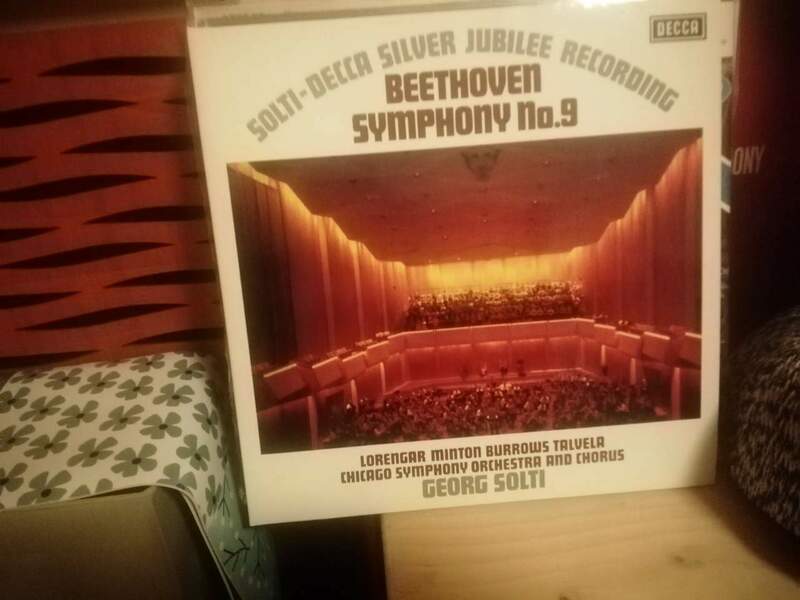 DECCA
SOLTI-DECCA SILVER JUBILEE RECORDING
BEETHOVEN
SYMPHONY No.9
ONY
LORENGAR MINTON BURROWS TALVELA
CHICAGO SYMPHONY ORCHESTRA AND CHORUS
GEORG SOLTI